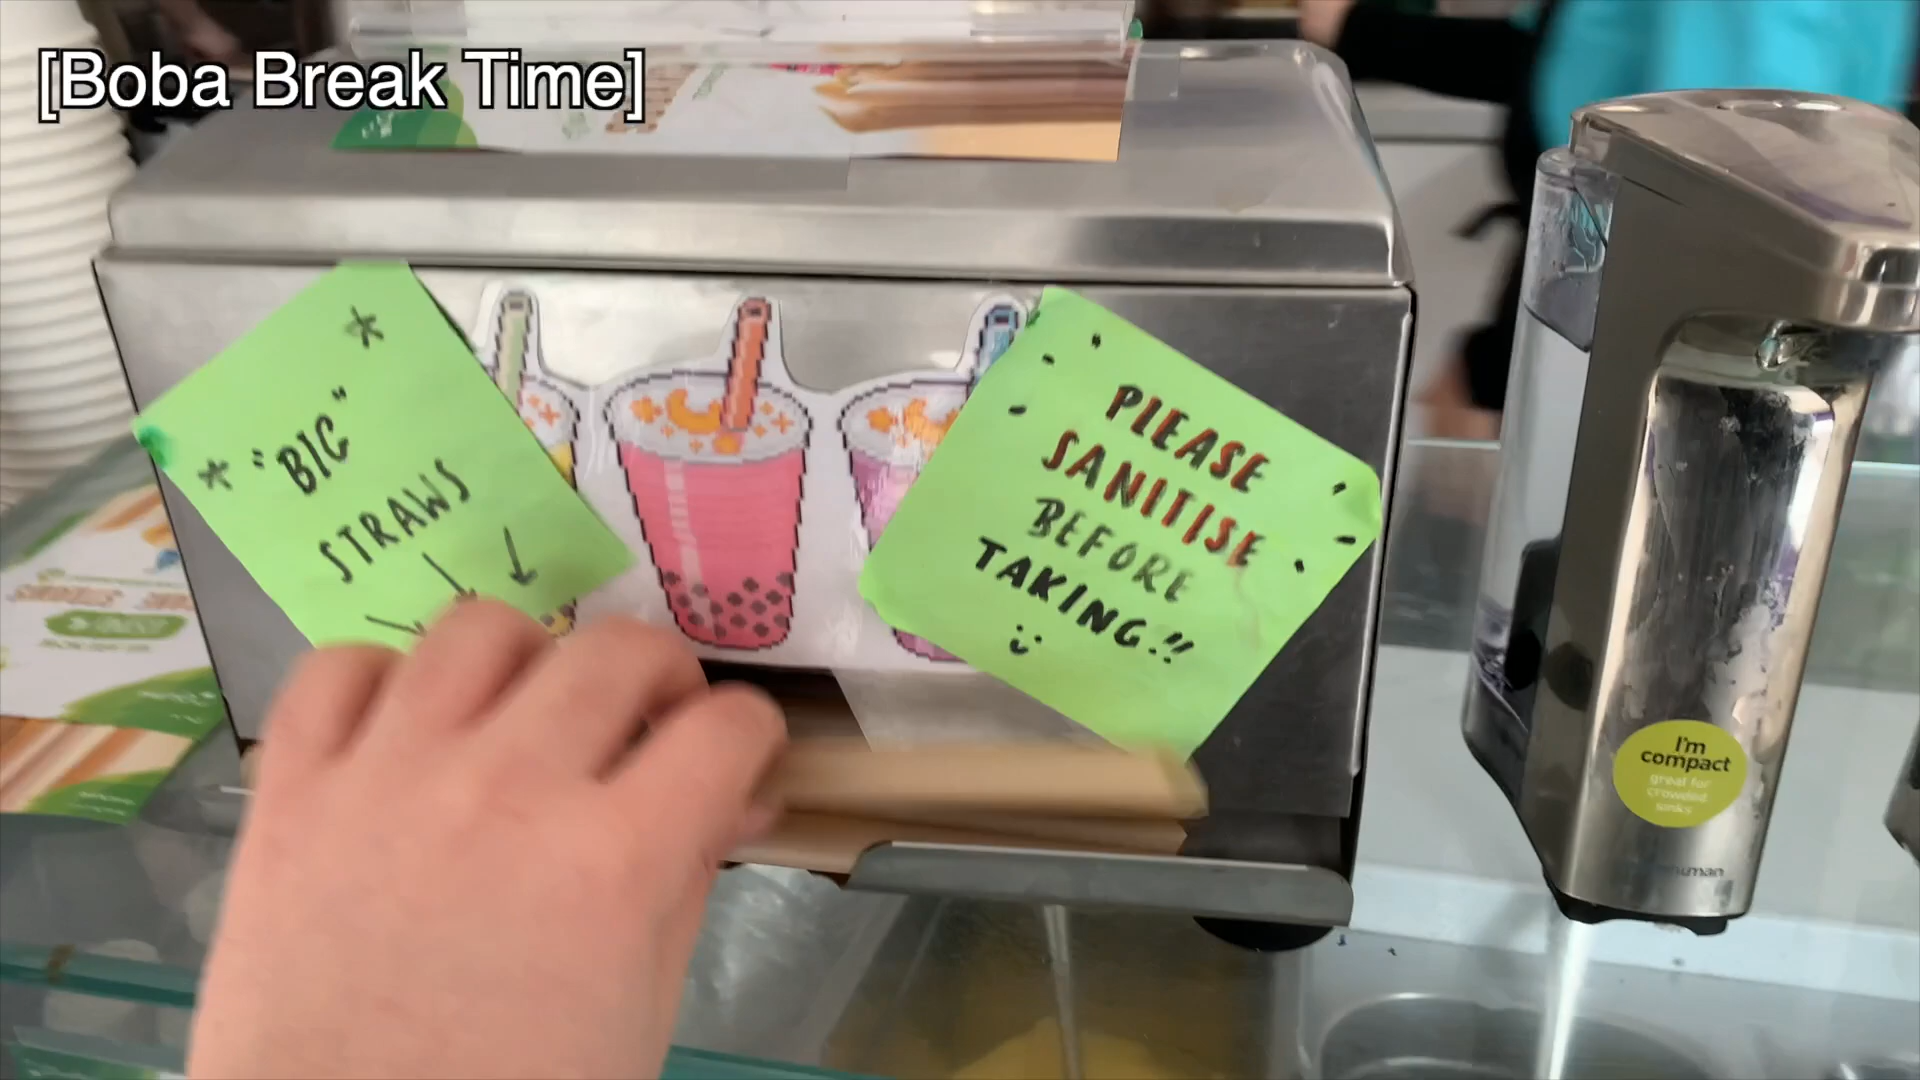 [Boba Break Time]
* "BIG"
STRAWS
PLEASE
SANITISE
BEFORE
TAKING!!
I'm
compact
great for
crowded
sinks